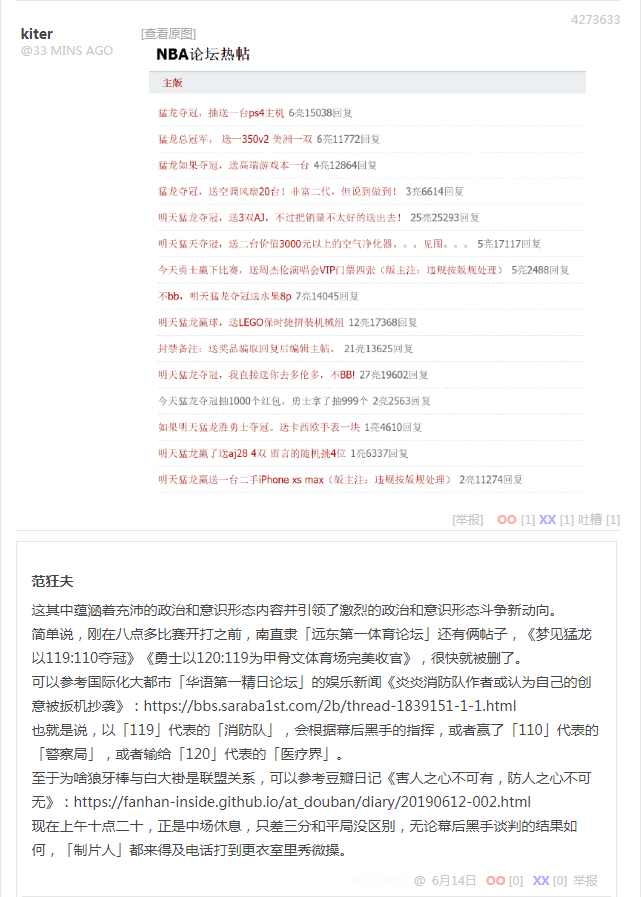 4273633
kiter
@33 MINS AGO
[查看原图]
NBA论坛热帖
主版
猛龙夺冠，抽送一台ps4主机 6亮15038回复
猛龙总冠军， 送一350v2 美洲一双 6亮11772回复
猛龙如果夺冠，送高端游戏本一台 4亮12864回复
猛龙夺冠，送空调风扇20台！非富二代，但说到做到！ 3亮6614回复
明天猛龙夺冠，送3双AJ，不过把销量不太好的送出去！ 25亮25293回复
明天猛天夺冠，送二台价值3000元以上的空气净化器。。。见图。。。 5亮17117回复
今天勇士赢下比赛，送周杰伦演唱会VIP门票四张（版主注：违规按版规处理） 5亮2488回复
不bb，明天猛龙夺冠送水果8p 7亮14045回复
明天猛龙赢球，送LEGO保时捷拼装机械组 12亮17368回复
封禁备注：送奖品骗取回复后编辑主帖， 21亮13625回复
明天猛龙夺冠，我直接送你去多伦多，不BB! 27亮19602回复
今天猛龙夺冠抽1000个红包，勇士拿了抽999个 2亮2563回复
如果明天猛龙胜勇士夺冠。送卡西欧手表一块 1亮4610回复
明天猛龙赢了送aj28 4双 留言的随机挑4位 1亮6337回复
明天猛龙赢送一台二手iPhone xs max（版主注：违规按版规处理） 2亮11274回复
[举报] OO [1] XX [1] 吐槽 [1]
范狂夫
这其中蕴涵着充沛的政治和意识形态内容并引领了激烈的政治和意识形态斗争新动向。
简单说，刚在八点多比赛开打之前，南直隶「远东第一体育论坛」还有俩帖子，《梦见猛龙
以119:110夺冠》《勇士以120:119为甲骨文体育场完美收官》，很快就被删了。
可以参考国际化大都市「华语第一精日论坛」的娱乐新闻《炎炎消防队作者或认为自己的创
意被扳机抄袭》：https://bbs.saraba1st.com/2b/thread-1839151-1-1.html
也就是说，以「119」代表的「消防队」，会根据幕后黑手的指挥，或者赢了「110」代表的
「警察局」，或者输给「120」代表的「医疗界」。
至于为啥狼牙棒与白大褂是联盟关系，可以参考豆瓣日记《害人之心不可有，防人之心不可
无》：https://fanhan-inside.github.io/at_douban/diary/20190612-002.html
现在上午十点二十，正是中场休息，只差三分和平局没区别，无论幕后黑手谈判的结果如
何，「制片人」都来得及电话打到更衣室里秀微操。
@ 6月14日 OO [0] XX [0] 举报